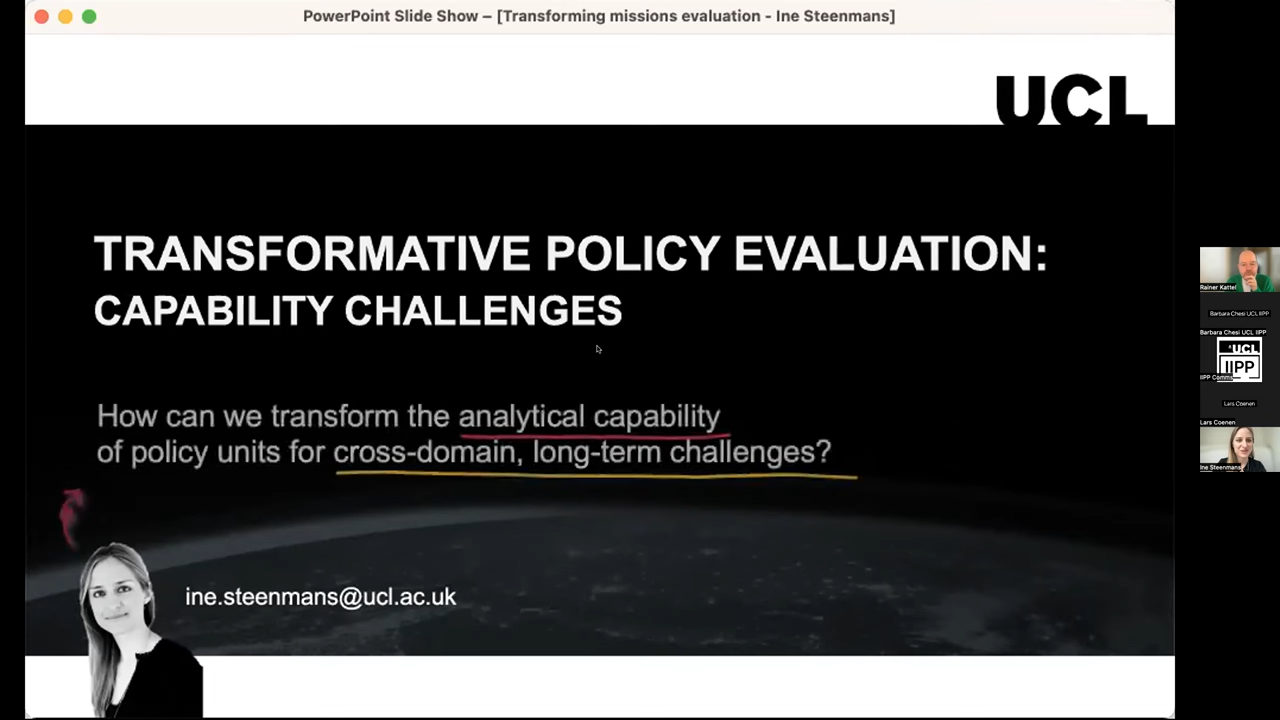 PowerPoint Slide Show – [Transforming missions evaluation - Ine Steenmans]
UCL
TRANSFORMATIVE POLICY EVALUATION:
CAPABILITY CHALLENGES
How can we transform the analytical capability
of policy units for cross-domain, long-term challenges?
ine.steenmans@ucl.ac.uk
Rainer Kattel
Barbara Chesi UCL IIPP
Barbara Chesi UCL IIPP
UCL
IIPP
IIPP Comms
Lars Coenen
Lars Coenen
Ine Steenmans